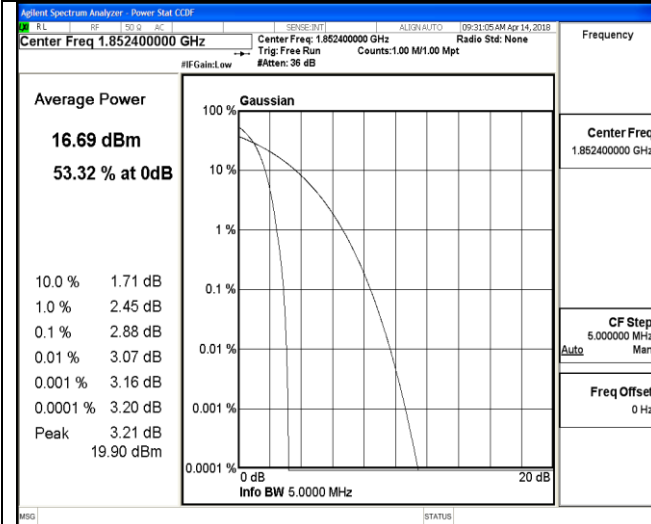 Agilent Spectrum Analyzer - Power Stat CCDF
RL RF 50 Ω AC SENSE:INT ALIGN AUTO 09:31:05 AM Apr 14, 2018
Center Freq 1.852400000 GHz
Center Freq: 1.852400000 GHz Radio Std: None
Trig: Free Run Counts:1.00 M/1.00 Mpt
#IFGain:Low #Atten: 36 dB
Frequency
Center Freq
1.852400000 GHz
CF Step
5.000000 MHz
Auto Man
Freq Offset
0 Hz
Average Power
16.69 dBm
53.32 % at 0dB
10.0 % 1.71 dB
1.0 % 2.45 dB
0.1 % 2.88 dB
0.01 % 3.07 dB
0.001 % 3.16 dB
0.0001 % 3.20 dB
Peak 3.21 dB
19.90 dBm
Gaussian
100 %
10 %
1 %
0.1 %
0.01 %
0.001 %
0.0001 %
0 dB 20 dB
Info BW 5.0000 MHz
MSG STATUS